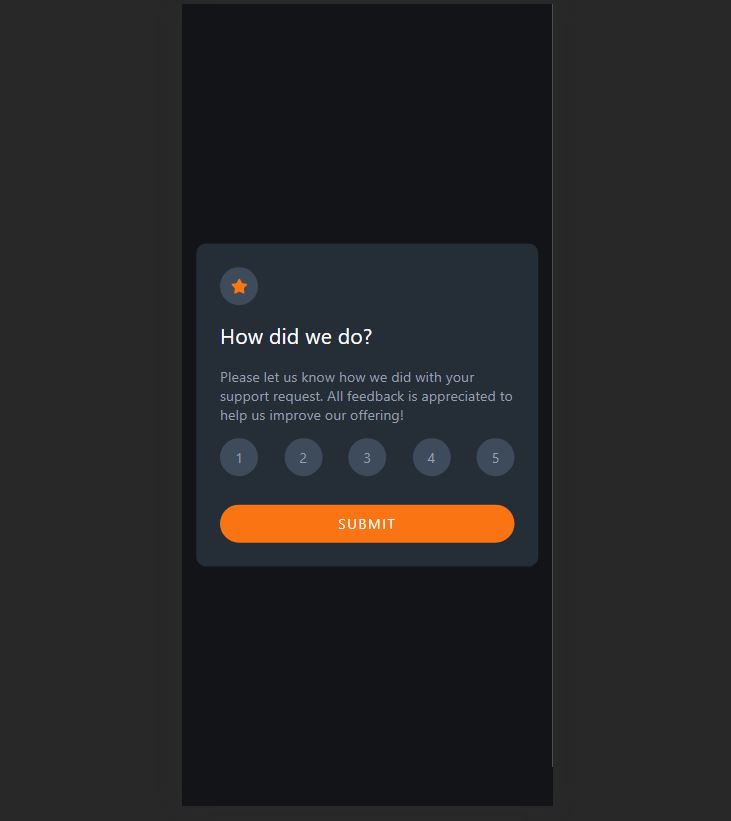 How did we do?
Please let us know how we did with your
support request. All feedback is appreciated to
help us improve our offering!
1 2 3 4 5
SUBMIT